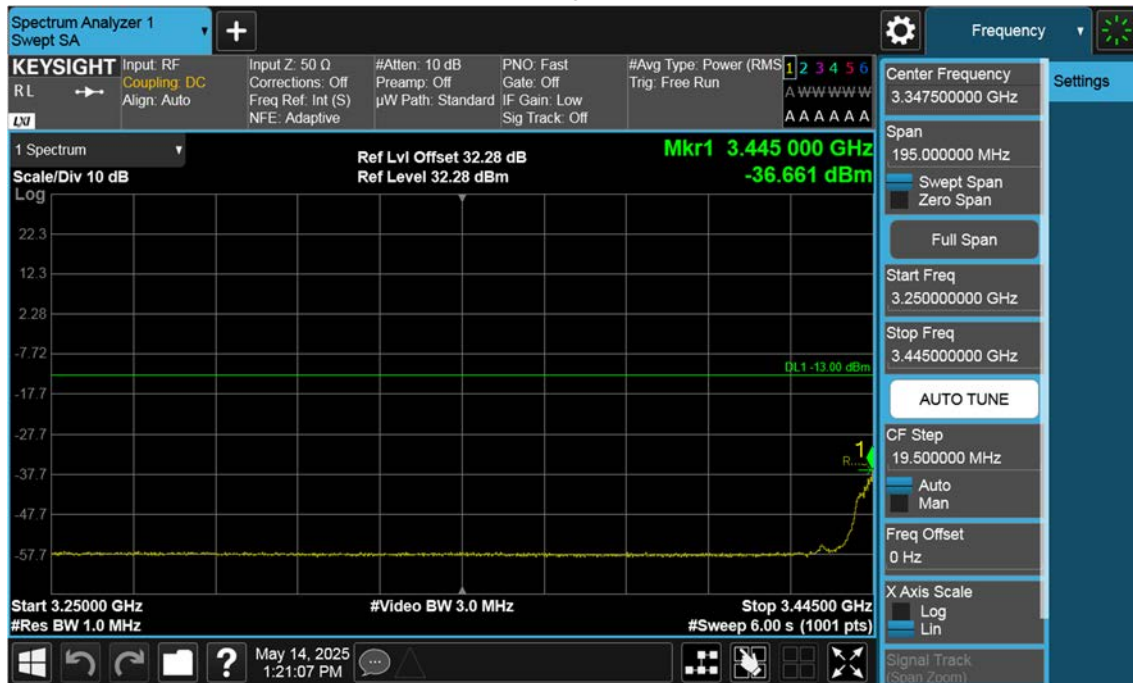 Spectrum Analyzer 1
Swept SA
+
Frequency
KEYSIGHT
RL
LXI
Input: RF
Coupling: DC
Align: Auto
Input Z: 50 Ω
Corrections: Off
Freq Ref: Int (S)
NFE: Adaptive
#Atten: 10 dB
Preamp: Off
µW Path: Standard
PNO: Fast
Gate: Off
IF Gain: Low
Sig Track: Off
#Avg Type: Power (RMS
Trig: Free Run
1 2 3 4 5 6
A W W W W W
A A A A A A
1 Spectrum
Scale/Div 10 dB
Ref Lvl Offset 32.28 dB
Ref Level 32.28 dBm
Mkr1 3.445 000 GHz
-36.661 dBm
Log
22.3
12.3
2.28
-7.72
DL1 -13.00 dBm
-17.7
-27.7
1
R...
-37.7
-47.7
-57.7
Start 3.25000 GHz
#Video BW 3.0 MHz
Stop 3.44500 GHz
#Res BW 1.0 MHz
#Sweep 6.00 s (1001 pts)
?
May 14, 2025
1:21:07 PM
Center Frequency
3.347500000 GHz
Settings
Span
195.000000 MHz
Swept Span
Zero Span
Full Span
Start Freq
3.250000000 GHz
Stop Freq
3.445000000 GHz
AUTO TUNE
CF Step
19.500000 MHz
Auto
Man
Freq Offset
0 Hz
X Axis Scale
Log
Lin
Signal Track
(Span Zoom)